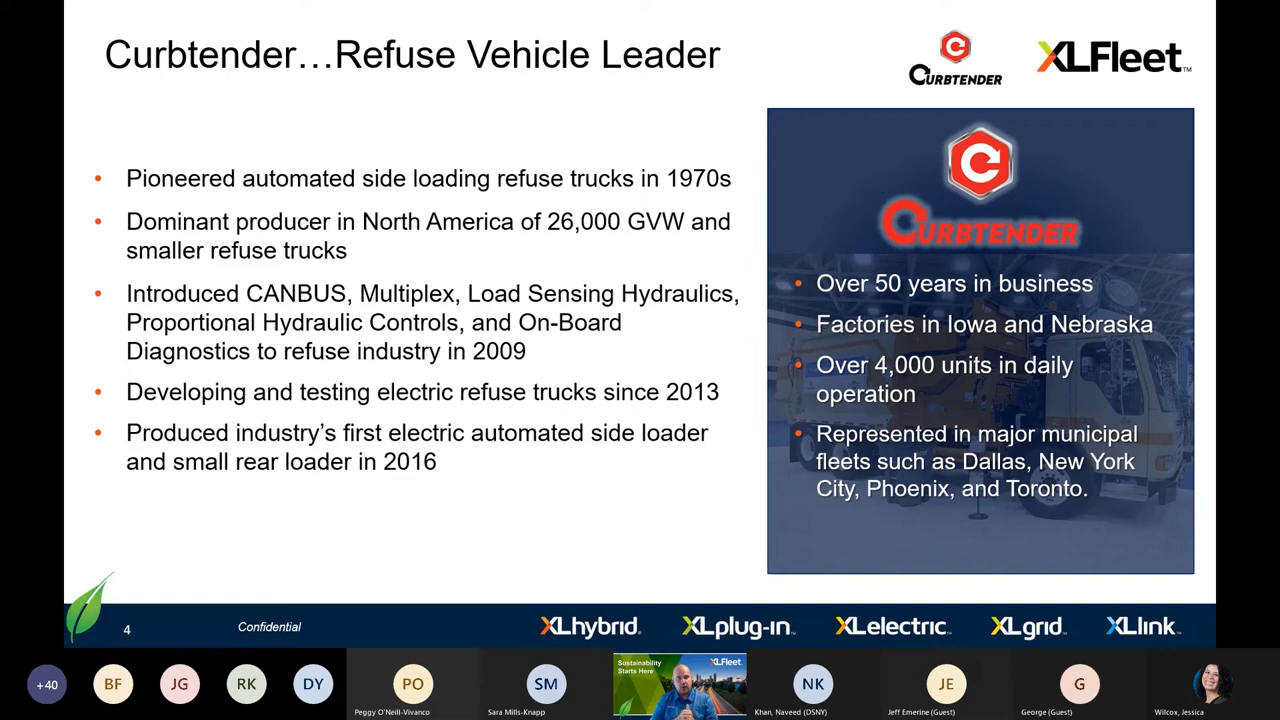 Curbtender…Refuse Vehicle Leader
CURBTENDER
XLFleet™
• Pioneered automated side loading refuse trucks in 1970s
• Dominant producer in North America of 26,000 GVW and
smaller refuse trucks
• Introduced CANBUS, Multiplex, Load Sensing Hydraulics,
Proportional Hydraulic Controls, and On-Board
Diagnostics to refuse industry in 2009
• Developing and testing electric refuse trucks since 2013
• Produced industry's first electric automated side loader
and small rear loader in 2016
CURBTENDER
• Over 50 years in business
• Factories in Iowa and Nebraska
• Over 4,000 units in daily
operation
• Represented in major municipal
fleets such as Dallas, New York
City, Phoenix, and Toronto.
4
Confidential
XLhybrid®
XLplug-in™
XLelectric™
XLgrid™
XLlink™
+40
BF
JG
RK
DY
PO
Peggy O'Neill-Vivanco
SM
Sara Mills-Knapp
Sustainability
Starts Here
XLFleet
NK
Khan, Naveed (DSNY)
JE
Jeff Emerine (Guest)
G
George (Guest)
Wilcox, Jessica